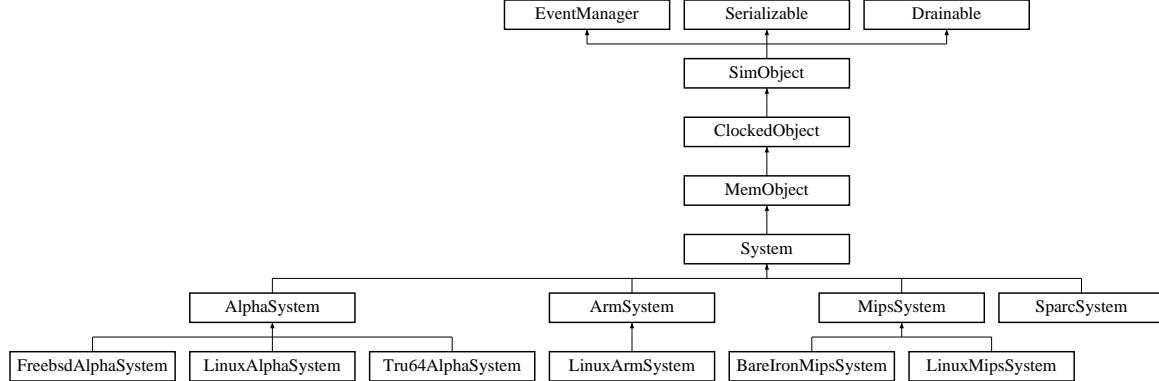 EventManager Serializable Drainable
SimObject
ClockedObject
MemObject
System
AlphaSystem ArmSystem MipsSystem SparcSystem
FreebsdAlphaSystem LinuxAlphaSystem Tru64AlphaSystem LinuxArmSystem BareIronMipsSystem LinuxMipsSystem